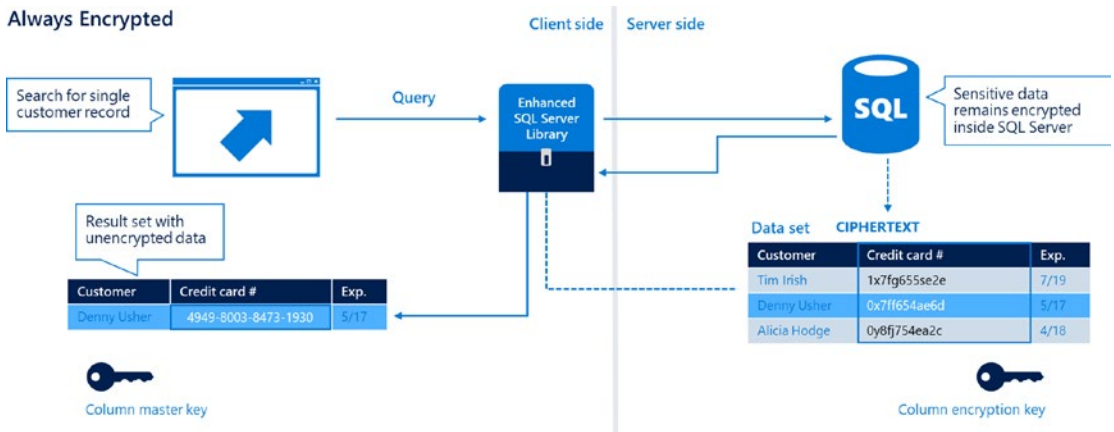 Always Encrypted
Client side
Server side
Search for single
customer record
Query
Enhanced
SQL Server
Library
SQL
Sensitive data
remains encrypted
inside SQL Server
Result set with
unencrypted data
Customer Credit card # Exp.
Denny Usher 4949-8003-8473-1930 5/17
Data set CIPHERTEXT
Customer Credit card # Exp.
Tim Irish 1x7fg655se2e 7/19
Denny Usher 0x7ff654ae6d 5/17
Alicia Hodge 0y8fj754ea2c 4/18
Column master key
Column encryption key